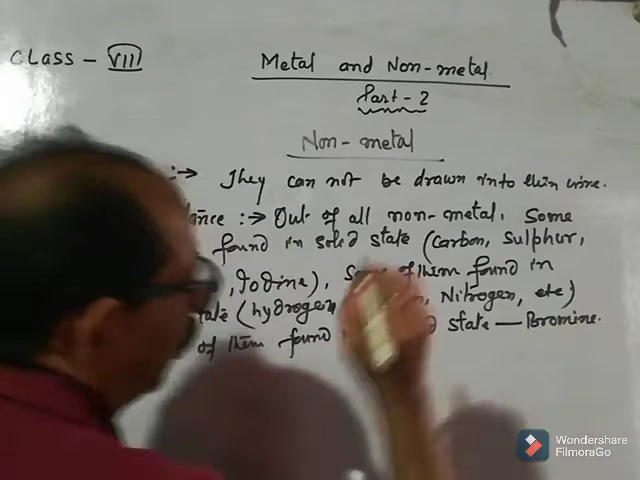 CLASS - VIII
Metal and Non-metal
Part - 2
Non-metal
:→ They can not be drawn into thin wire.
:→ Out of all non-metal. Some
found in solid state (Carbon, Sulphur,
, Iodine), Some of them found in
(hydrogen, Nitrogen, etc)
of them found state — Bromine.
Wondershare
FilmoraGo